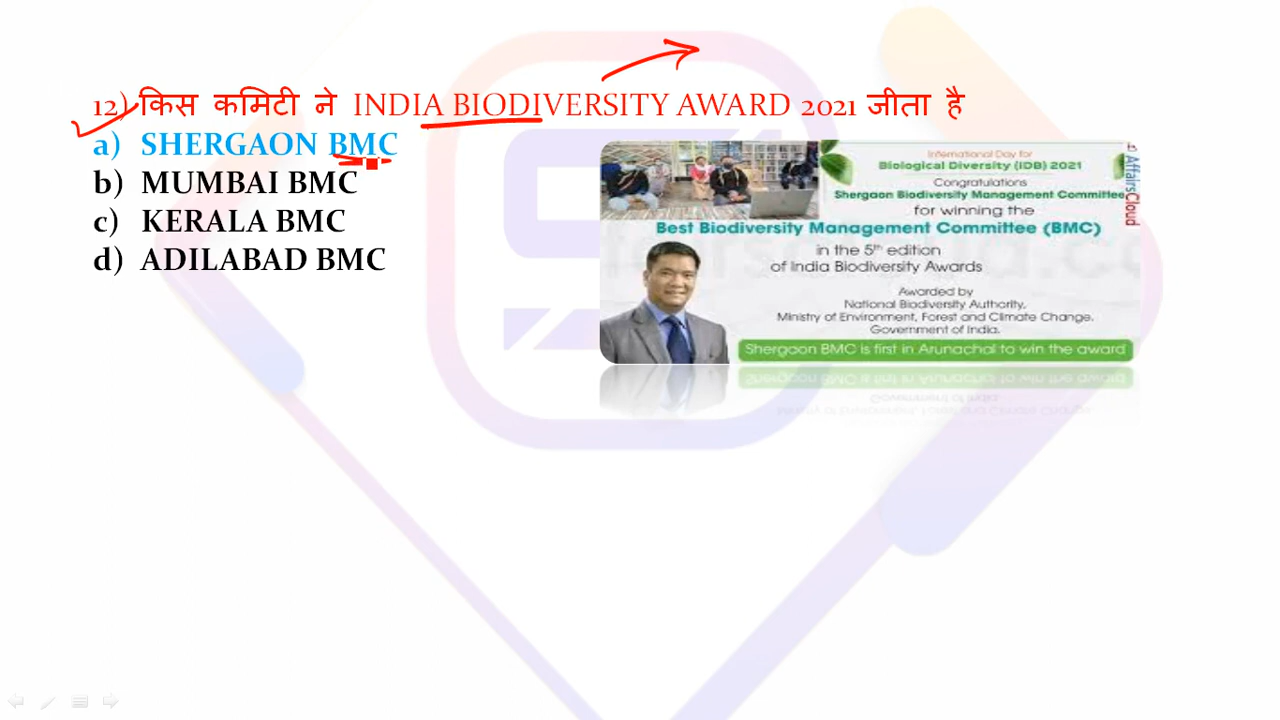 12) किस कमिटी ने INDIA BIODIVERSITY AWARD 2021 जीता है
a) SHERGAON BMC
b) MUMBAI BMC
c) KERALA BMC
d) ADILABAD BMC
International Day for
Biological Diversity (IDB) 2021
Congratulations
Shergaon Biodiversity Management Committee
for winning the
Best Biodiversity Management Committee (BMC)
in the 5th edition
of India Biodiversity Awards
Awarded by
National Biodiversity Authority,
Ministry of Environment, Forest and Climate Change,
Government of India.
Shergaon BMC is first in Arunachal to win the award
AffairsCloud